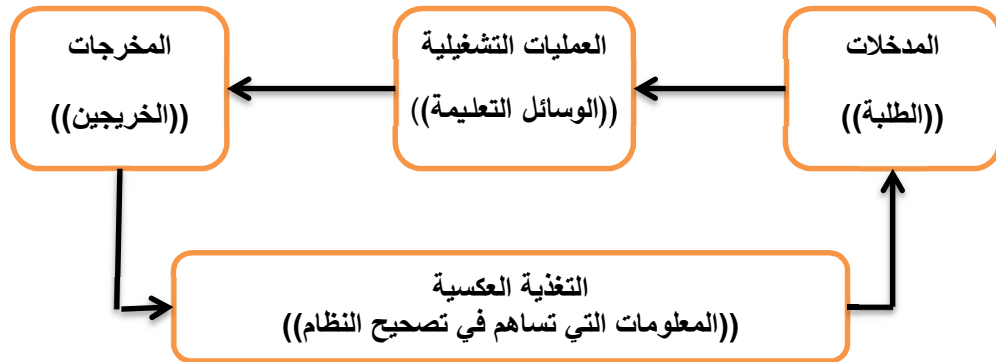 المدخلات
((الطلبة))
العمليات التشغيلية
((الوسائل التعليمة))
المخرجات
((الخريجين))
التغذية العكسية
((المعلومات التي تساهم في تصحيح النظام))